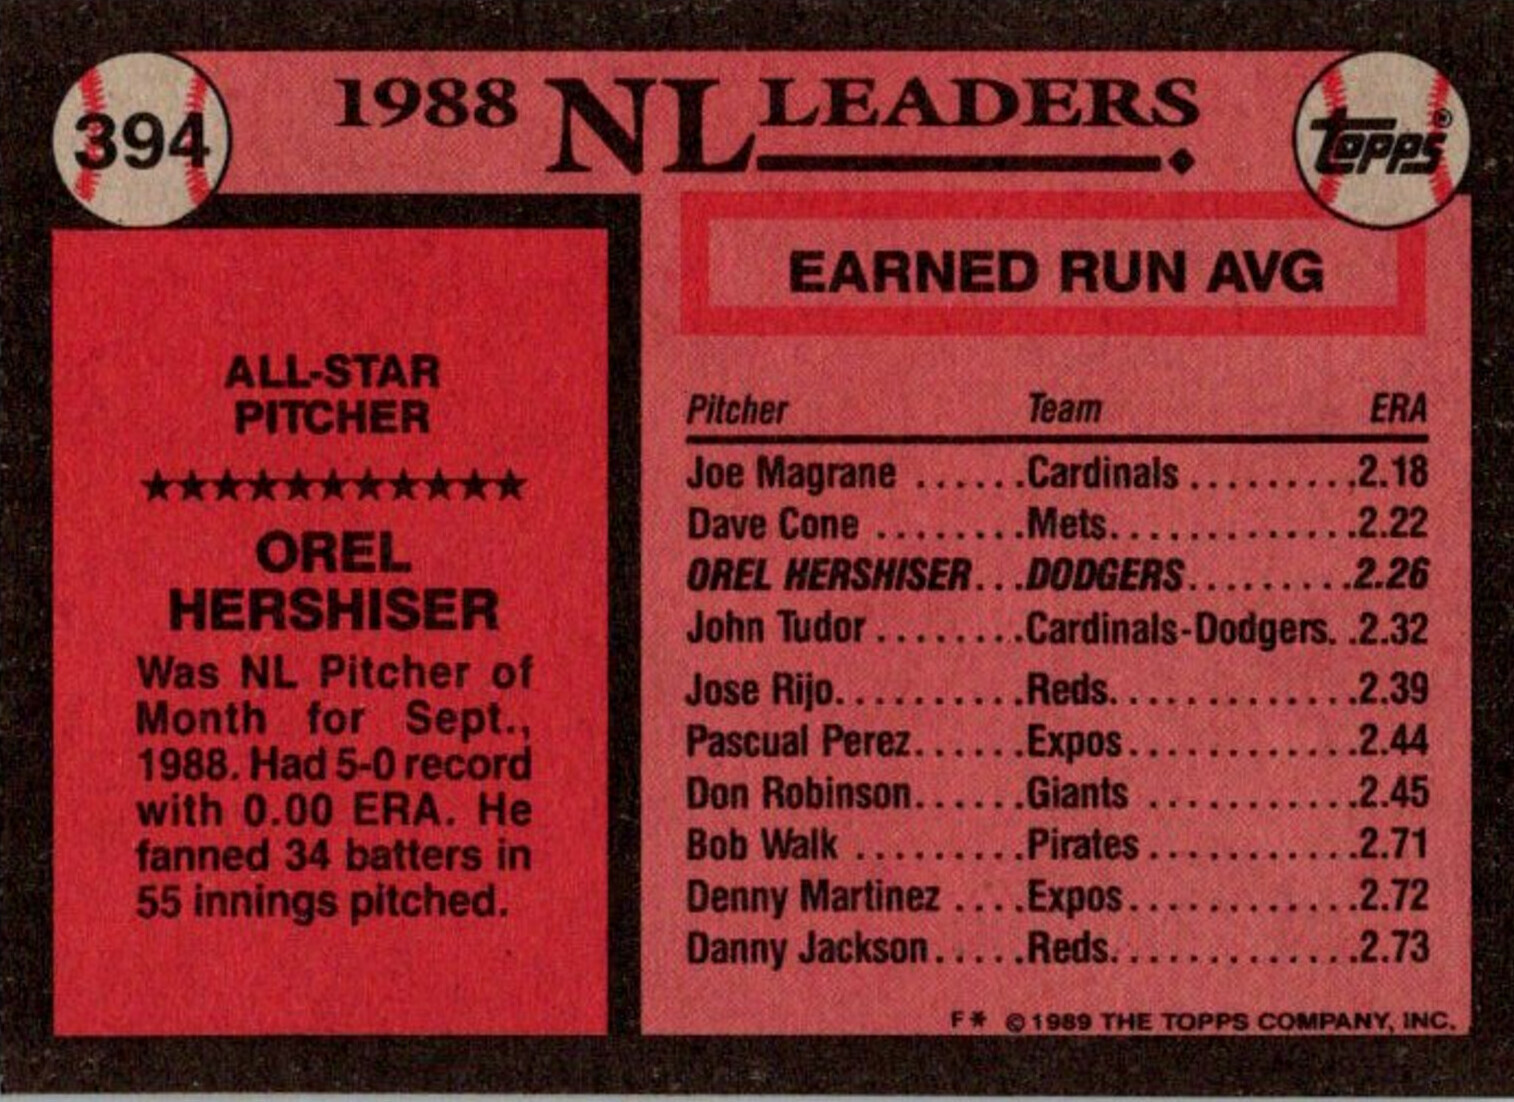 394
1988 NL LEADERS
Topps®
ALL-STAR
PITCHER
★★★★★★★★★★★
OREL
HERSHISER
Was NL Pitcher of
Month for Sept.,
1988. Had 5-0 record
with 0.00 ERA. He
fanned 34 batters in
55 innings pitched.
EARNED RUN AVG
Pitcher Team ERA
Joe Magrane ......Cardinals.........2.18
Dave Cone ........Mets.............2.22
OREL HERSHISER...DODGERS.........2.26
John Tudor........Cardinals-Dodgers. .2.32
Jose Rijo..........Reds.............2.39
Pascual Perez......Expos............2.44
Don Robinson......Giants ...........2.45
Bob Walk .........Pirates...........2.71
Denny Martinez ....Expos............2.72
Danny Jackson.....Reds.............2.73
F* © 1989 THE TOPPS COMPANY, INC.